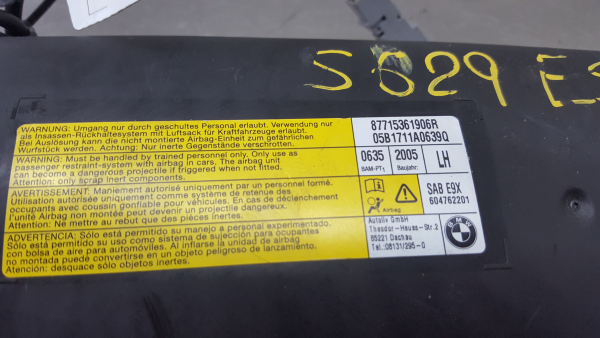 S 829 E
WARNUNG: Umgang nur durch geschultes Personal erlaubt. Verwendung nur
als Insassen-Rückhaltesystem mit Luftsack für Kraftfahrzeuge erlaubt.
Bei Auslösung kann die nicht montierte Airbag-Einheit zum gefährlichen
Wurfstück werden. Achtung: Nur inerte Gegenstände verschrotten.
WARNING: Must be handled by trained personnel only. Only use as
passenger restraint-system with airbag in cars. The airbag unit
can become a dangerous projectile if triggered when not fitted.
Attention: only scrap inert components.
AVERTISSEMENT: Maniement autorisé uniquement par un personnel formé.
Utilisation autorisée uniquement comme système de retenue des
occupants avec coussin gonflable pour véhicules. En cas de déclenchement
l'unité Airbag non montée peut devenir un projectile dangereux.
Attention: Ne mettre au rebut que des pièces inertes.
ADVERTENCIA: Sólo está permitido su manejo a personal experimentado.
Sólo está permitido su uso como sistema de sujección para ocupantes
con bolsa de aire para automóviles. Al inflarse la unidad de airbag
no montada puede convertirse en un objeto peligroso de lanzamiento.
Atención: desguace sólo objetos inertes.
87715361906R
05B1711A0639Q
0635
BAM-PT₁
2005
Baujahr:
LH
Airbag
SAB E9X
604762201
Autoliv GmbH
Theodor-Heuss-Str.2
85221 Dachau
Tel.:08131/295-0
BMW